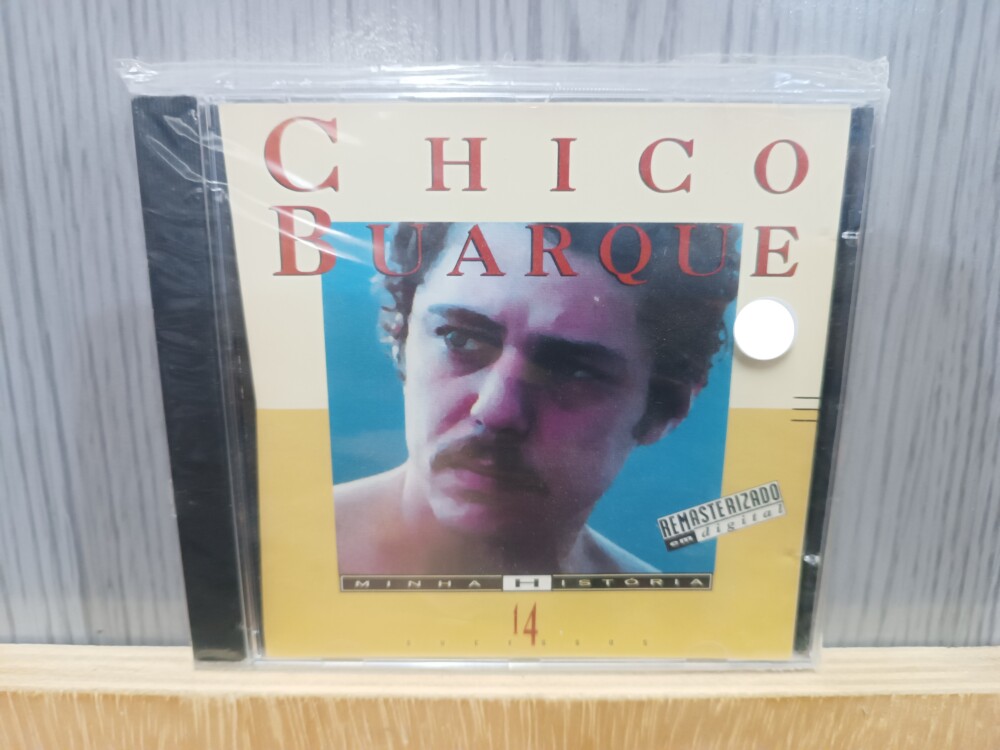 CHICO
BUARQUE
REMASTERIZADO
em digital
MINHA HISTÓRIA
14